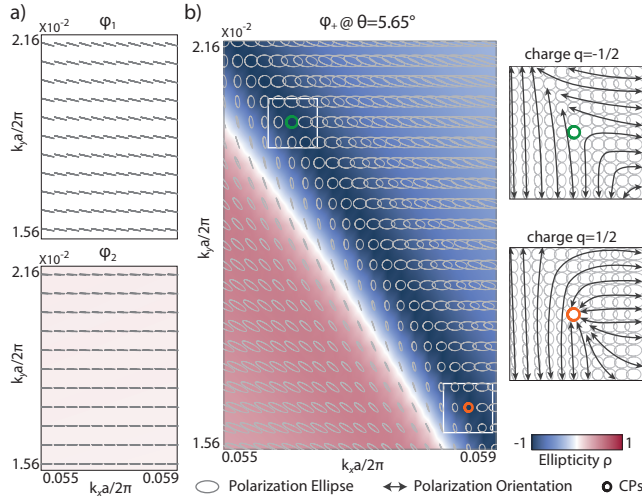 a)
φ₁
X10⁻²
2.16
kᵧa/2π
1.56
φ₂
X10⁻²
2.16
kᵧa/2π
1.56
0.055
0.059
kₓa/2π
b)
φ₊ @ θ=5.65°
X10⁻²
2.16
kᵧa/2π
1.56
0.055
kₓa/2π
0.059
charge q=-1/2
charge q=1/2
-1
1
Ellipticity ρ
Polarization Ellipse
Polarization Orientation
CPs